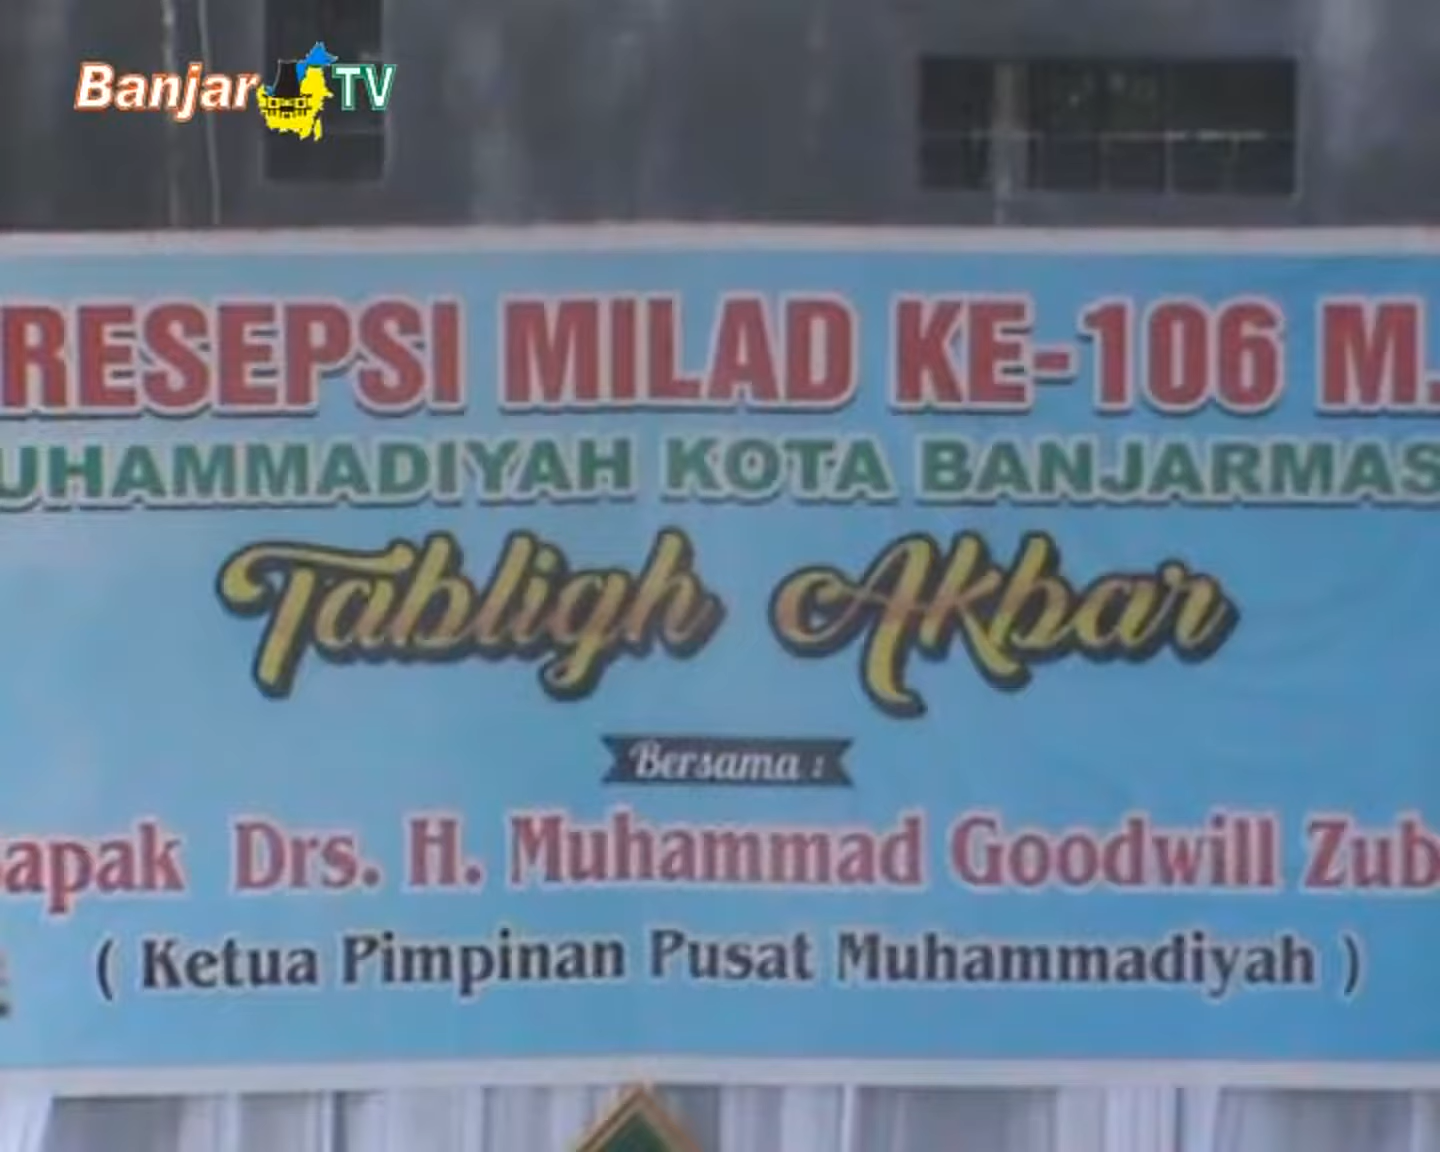 Banjar TV
RESEPSI MILAD KE-106 M.
UHAMMADIYAH KOTA BANJARMAS
Tabligh Akbar
Bersama :
apak Drs. H. Muhammad Goodwill Zub
( Ketua Pimpinan Pusat Muhammadiyah )